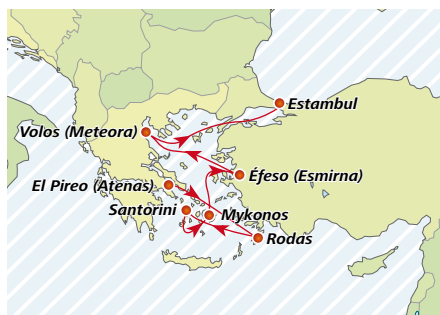 Estambul
Volos (Meteora)
Éfeso (Esmirna)
El Pireo (Atenas)
Santorini
Mykonos
Rodas